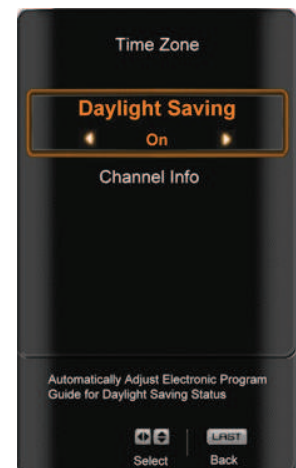 Time Zone
Daylight Saving
On
Channel Info
Automatically Adjust Electronic Program
Guide for Daylight Saving Status
LAST
Select
Back